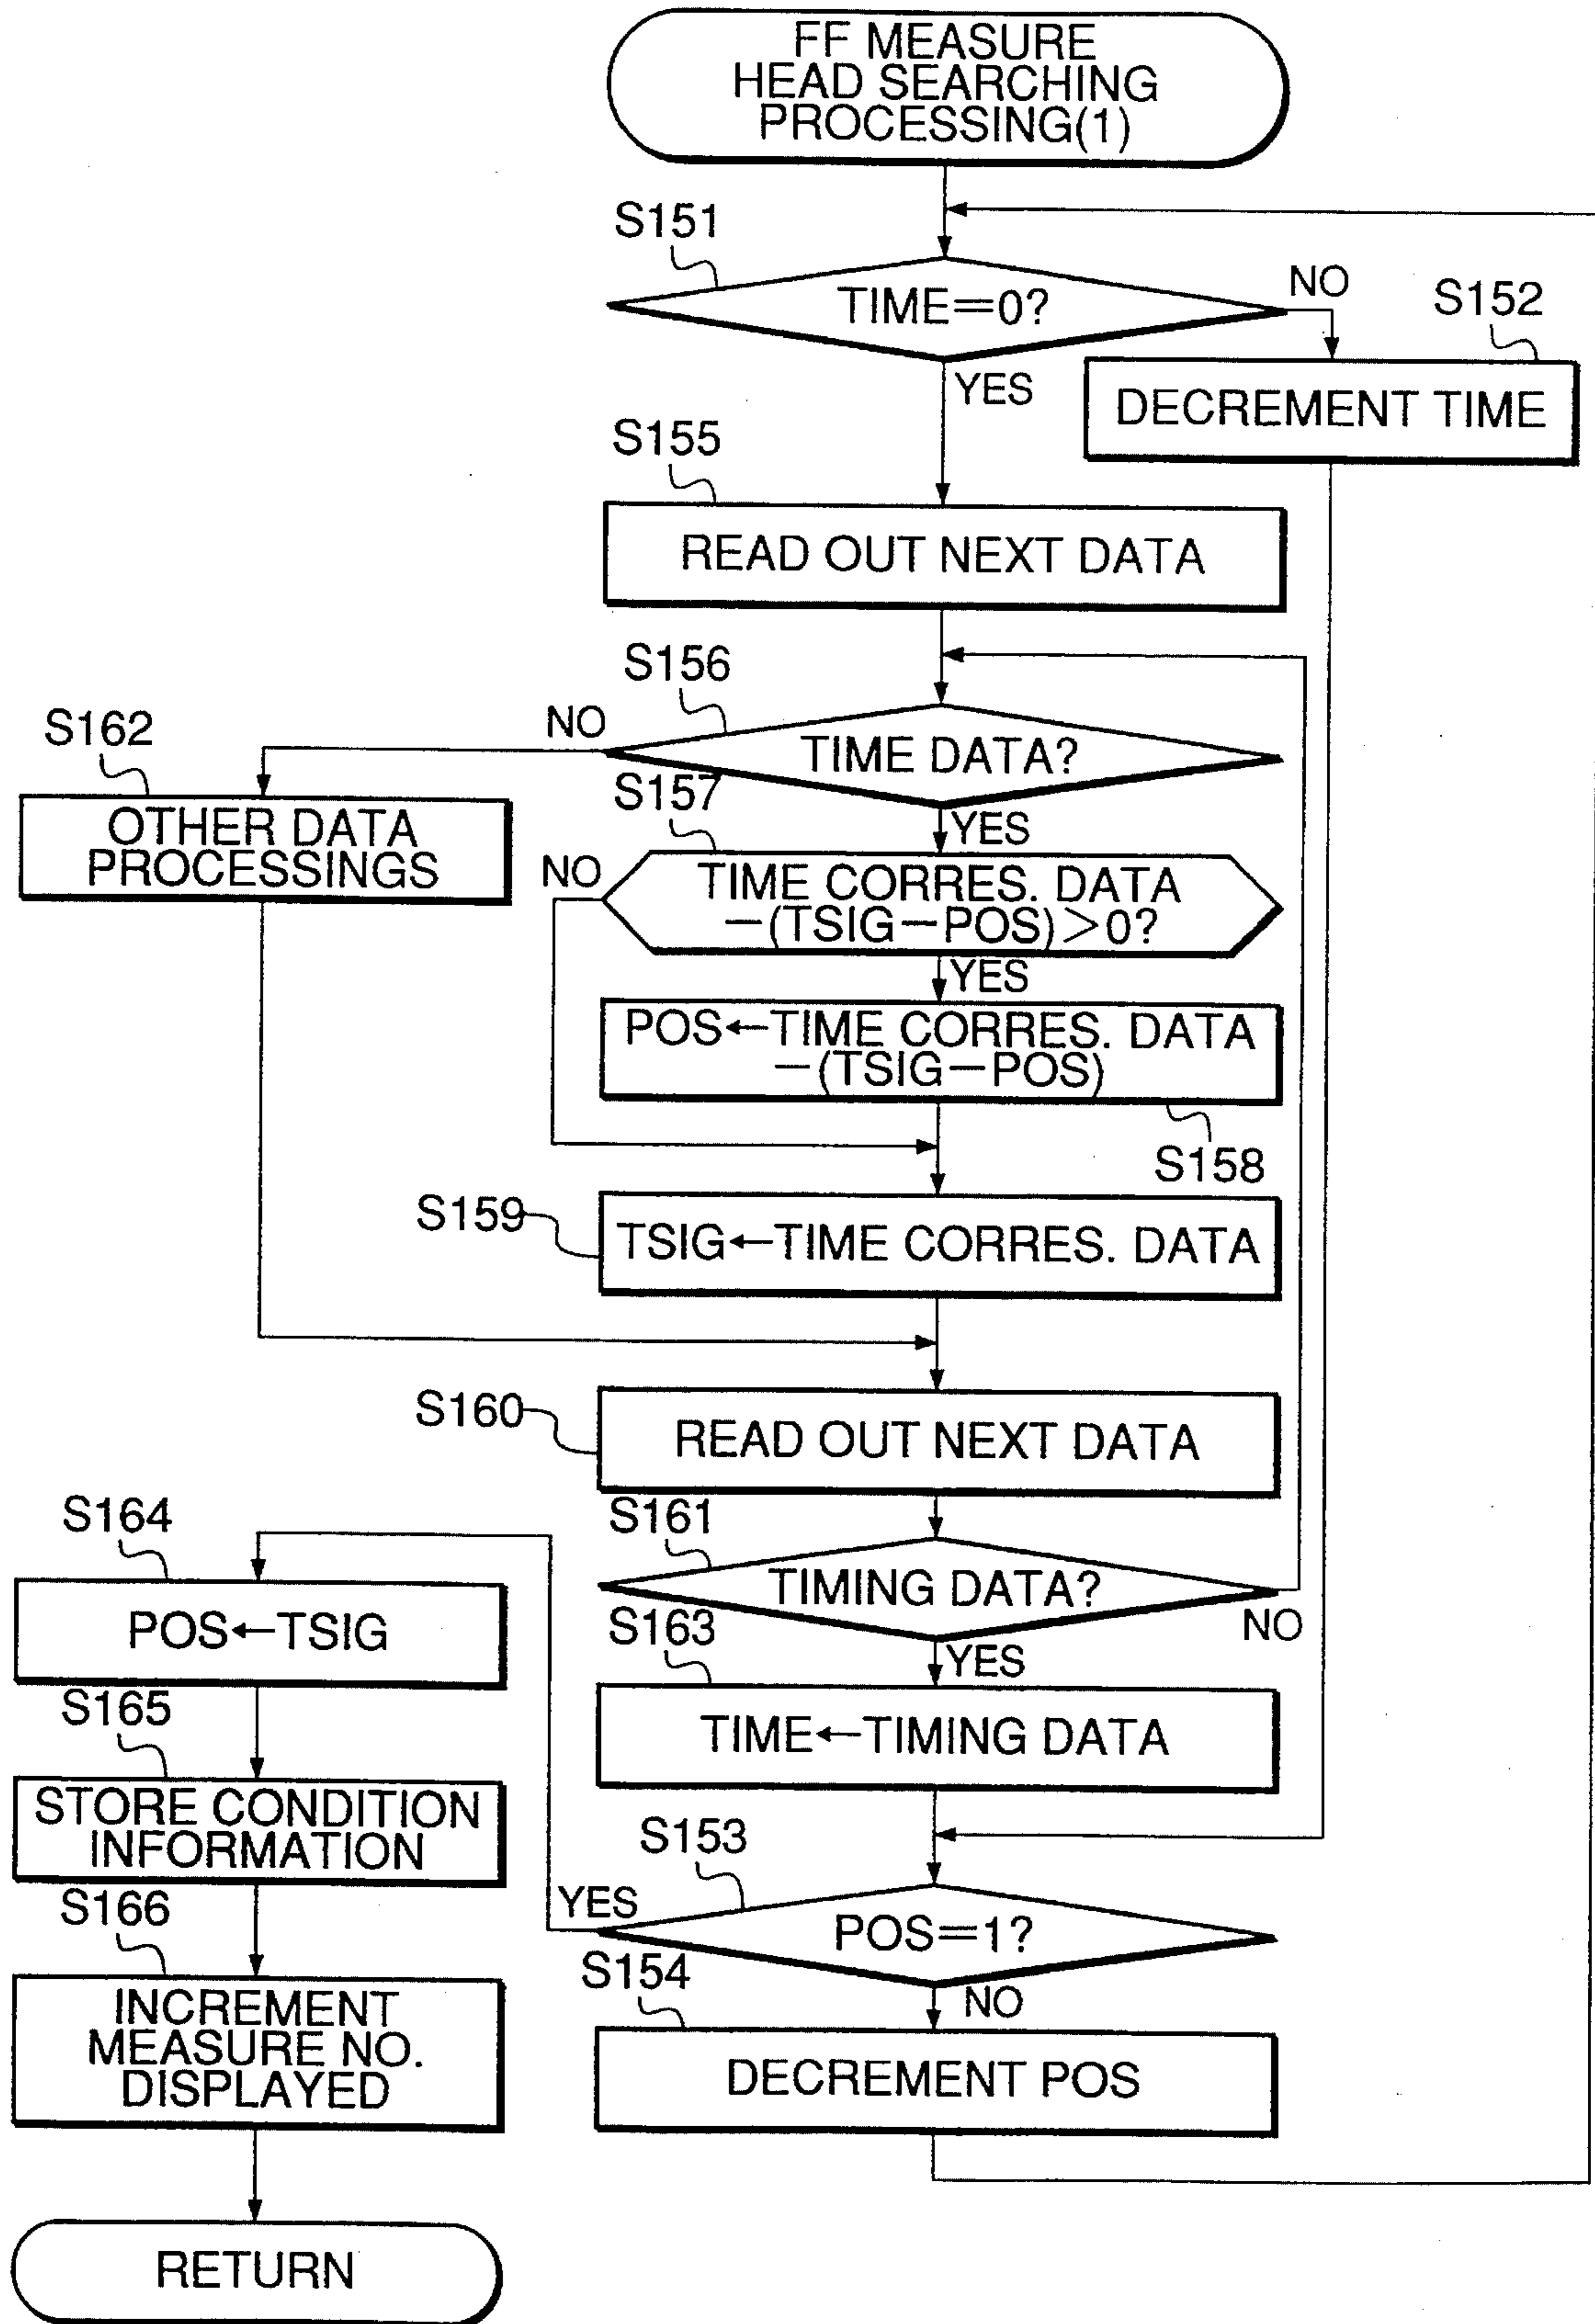 FF MEASURE
HEAD SEARCHING
PROCESSING(1)
S151
TIME=0?
NO
S152
YES
DECREMENT TIME
S155
READ OUT NEXT DATA
S156
NO
S162
TIME DATA?
S157
YES
OTHER DATA
PROCESSINGS
NO
TIME CORRES. DATA
−(TSIG−POS)>0?
YES
POS←TIME CORRES. DATA
−(TSIG−POS)
S158
S159
TSIG←TIME CORRES. DATA
S160
READ OUT NEXT DATA
S164
S161
TIMING DATA?
NO
POS←TSIG
S163
YES
S165
TIME←TIMING DATA
STORE CONDITION
INFORMATION
S153
S166
YES
POS=1?
S154
NO
INCREMENT
MEASURE NO.
DISPLAYED
DECREMENT POS
RETURN